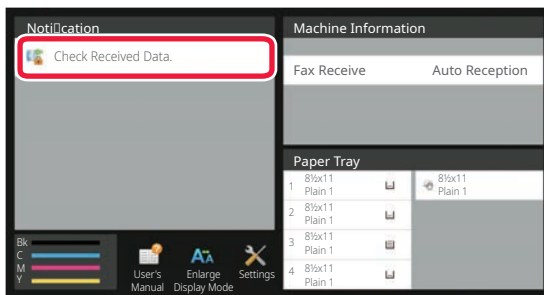 Noti▯cation
Check Received Data.
Machine Information
Fax Receive Auto Reception
Paper Tray
1 8½x11
Plain 1
8½x11
Plain 1
2 8½x11
Plain 1
3 8½x11
Plain 1
4 8½x11
Plain 1
Bk
C
M
Y
User's
Manual
Enlarge
Display Mode
Settings